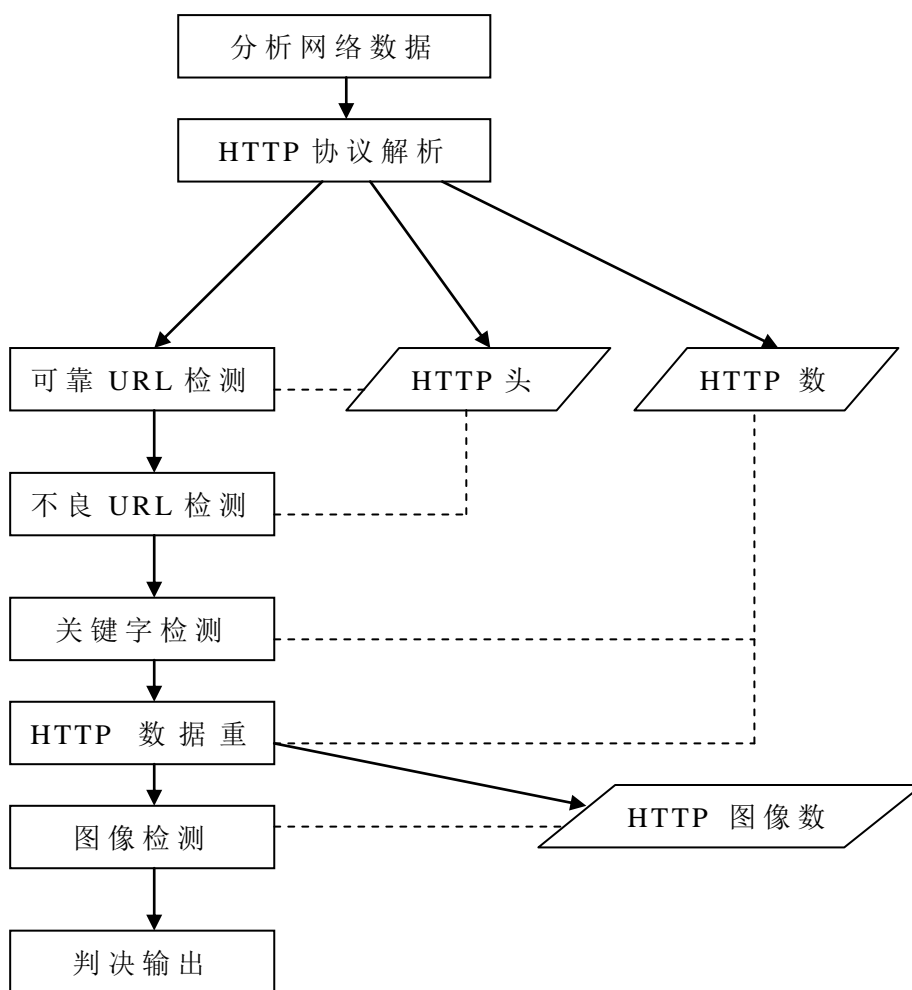 分析网络数据
HTTP 协议解析
可靠 URL 检测
HTTP 头
HTTP 数
不良 URL 检测
关键字检测
HTTP 数据重
HTTP 图像数
图像检测
判决输出